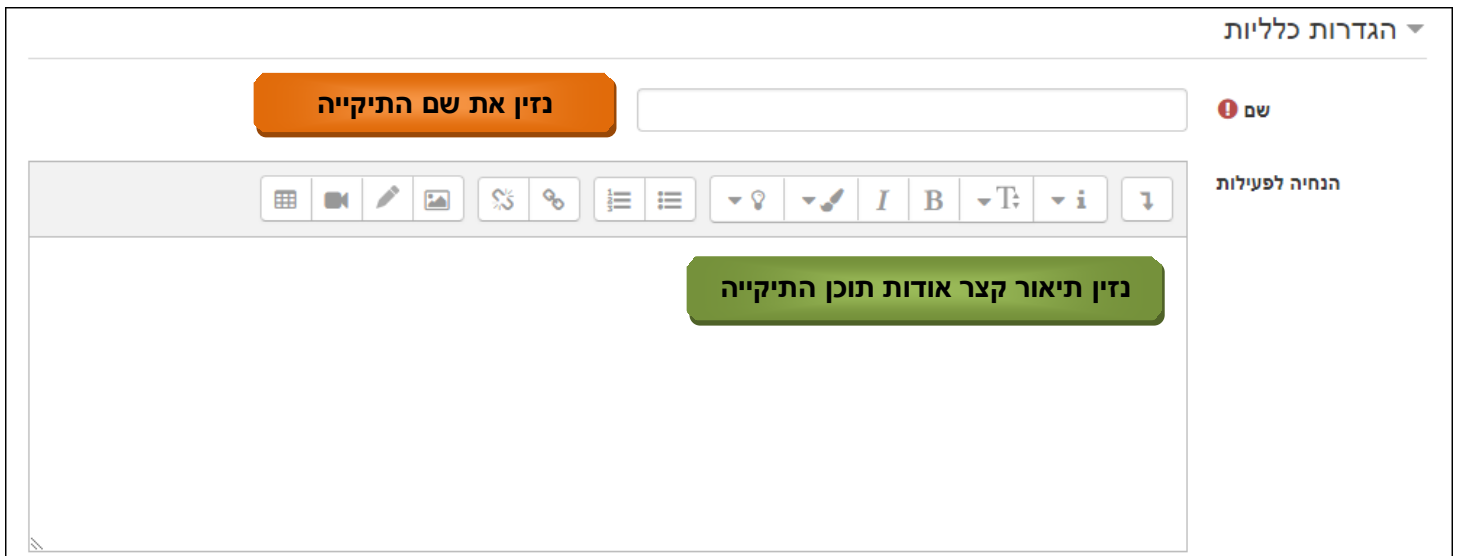 הגדרות כלליות
שם
נזין את שם התיקייה
הנחיה לפעילות
i T B I
נזין תיאור קצר אודות תוכן התיקייה